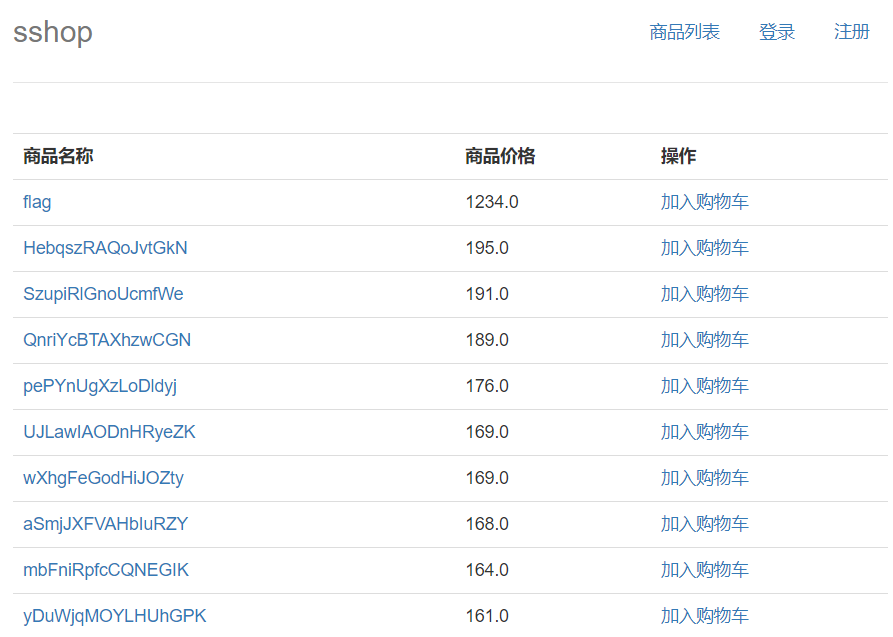 sshop 商品列表 登录 注册
商品名称 商品价格 操作
flag 1234.0 加入购物车
HebqszRAQoJvtGkN 195.0 加入购物车
SzupiRlGnoUcmfWe 191.0 加入购物车
QnriYcBTAXhzwCGN 189.0 加入购物车
pePYnUgXzLoDldyj 176.0 加入购物车
UJLawIAODnHRyeZK 169.0 加入购物车
wXhgFeGodHiJOZty 169.0 加入购物车
aSmjJXFVAHbIuRZY 168.0 加入购物车
mbFniRpfcCQNEGIK 164.0 加入购物车
yDuWjqMOYLHUhGPK 161.0 加入购物车